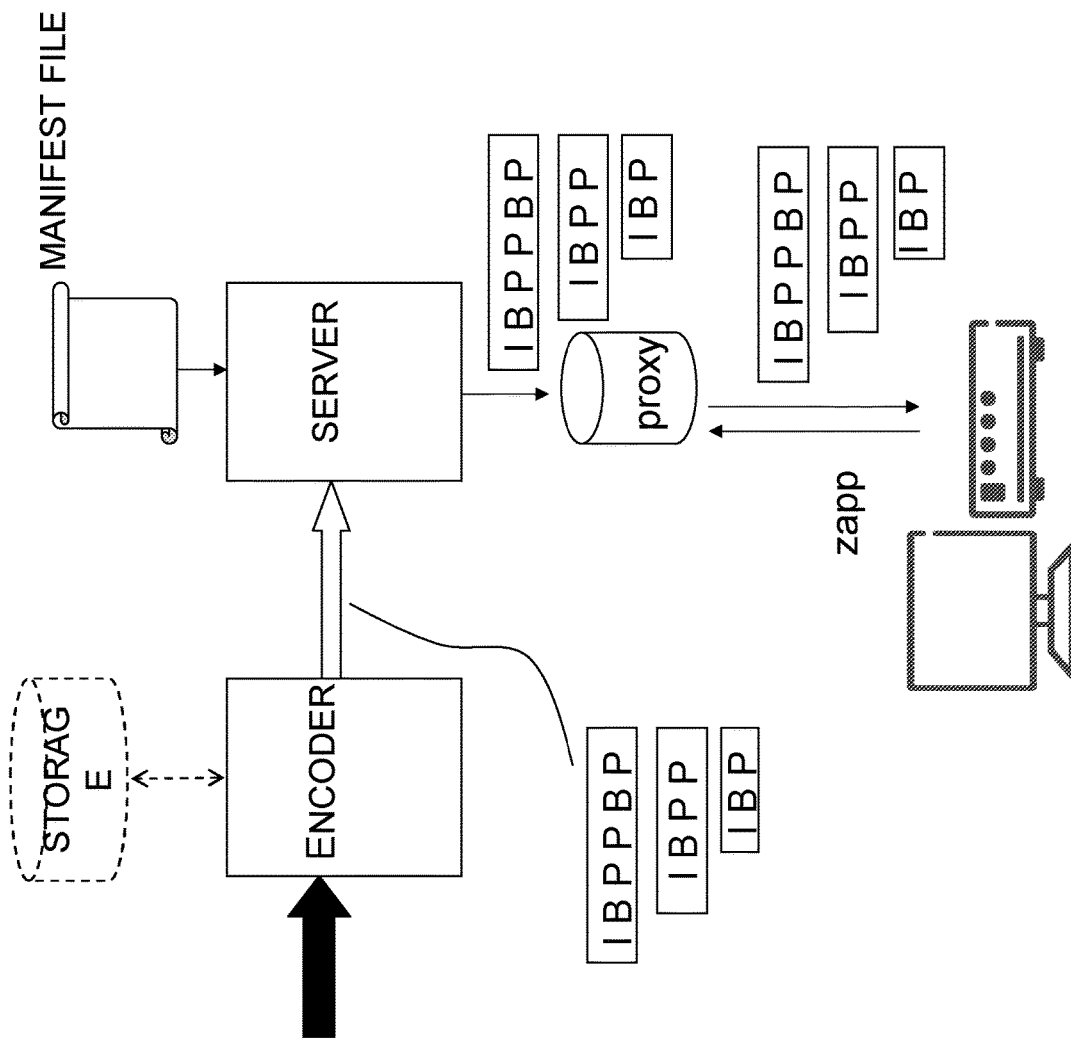 MANIFEST FILE
STORAG
E
ENCODER
SERVER
I B P P B P
I B P P
I B P
I B P P B P
I B P P
I B P
proxy
I B P P B P
I B P P
I B P
zapp